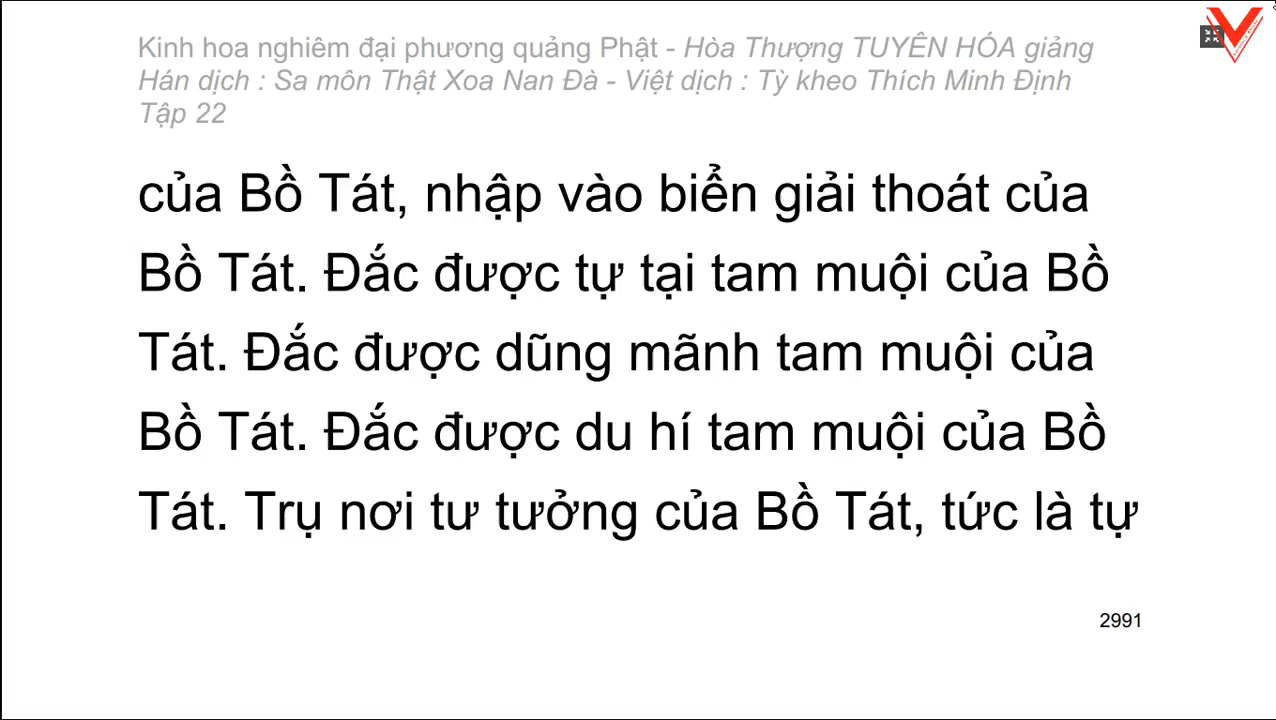 Kinh hoa nghiêm đại phương quảng Phật - Hòa Thượng TUYÊN HÓA giảng
Hán dịch : Sa môn Thật Xoa Nan Đà - Việt dịch : Tỳ kheo Thích Minh Định
Tập 22
của Bồ Tát, nhập vào biển giải thoát của
Bồ Tát. Đắc được tự tại tam muội của Bồ
Tát. Đắc được dũng mãnh tam muội của
Bồ Tát. Đắc được du hí tam muội của Bồ
Tát. Trụ nơi tư tưởng của Bồ Tát, tức là tự
2991